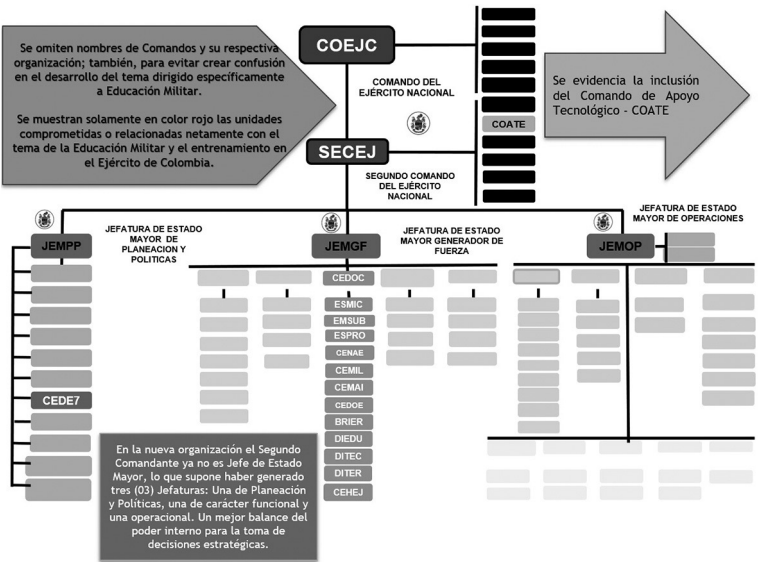 Se omiten nombres de Comandos y su respectiva
organización; también, para evitar crear confusión
en el desarrollo del tema dirigido específicamente
a Educación Militar.
Se muestran solamente en color rojo las unidades
comprometidas o relacionadas netamente con el
tema de la Educación Militar y el entrenamiento en
el Ejército de Colombia.
COEJC
COMANDO DEL
EJÉRCITO NACIONAL
COATE
Se evidencia la inclusión
del Comando de Apoyo
Tecnológico - COATE
SECEJ
SEGUNDO COMANDO
DEL EJÉRCITO
NACIONAL
JEMPP
JEFATURA DE ESTADO
MAYOR DE
PLANEACION Y
POLITICAS
JEMGF
JEFATURA DE ESTADO
MAYOR GENERADOR DE
FUERZA
JEMOP
JEFATURA DE ESTADO
MAYOR DE OPERACIONES
CEDE7
CEDOC
ESMIC
EMSUB
ESPRO
CENAE
CEMIL
CEMAI
CEDOE
BRIER
DIEDU
DITEC
DITER
CEHEJ
En la nueva organización el Segundo
Comandante ya no es Jefe de Estado
Mayor, lo que supone haber generado
tres (03) Jefaturas: Una de Planeación
y Políticas, una de carácter funcional y
una operacional. Un mejor balance del
poder interno para la toma de
decisiones estratégicas.